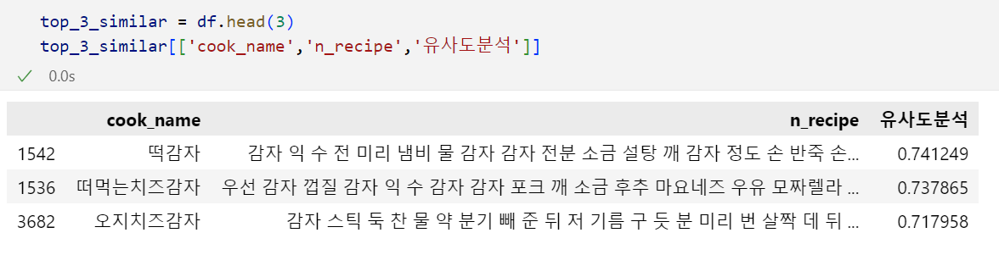 top_3_similar = df.head(3)
top_3_similar[['cook_name','n_recipe','유사도분석']]
0.0s
cook_name n_recipe 유사도분석
1542 떡감자 감자 익 수 전 미리 냄비 물 감자 감자 전분 소금 설탕 깨 감자 정도 손 반죽 손... 0.741249
1536 떠먹는치즈감자 우선 감자 껍질 감자 익 수 감자 감자 포크 깨 소금 후추 마요네즈 우유 모짜렐라 ... 0.737865
3682 오지치즈감자 감자 스틱 둑 찬 물 약 분기 빼 준 뒤 저 기름 구 듯 분 미리 번 살짝 데 뒤 ... 0.717958